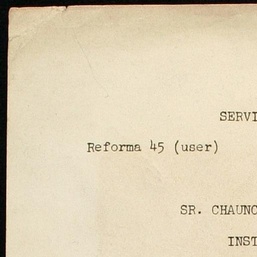 SERVI
Reforma 45 (user)
SR. CHAUNC
INST